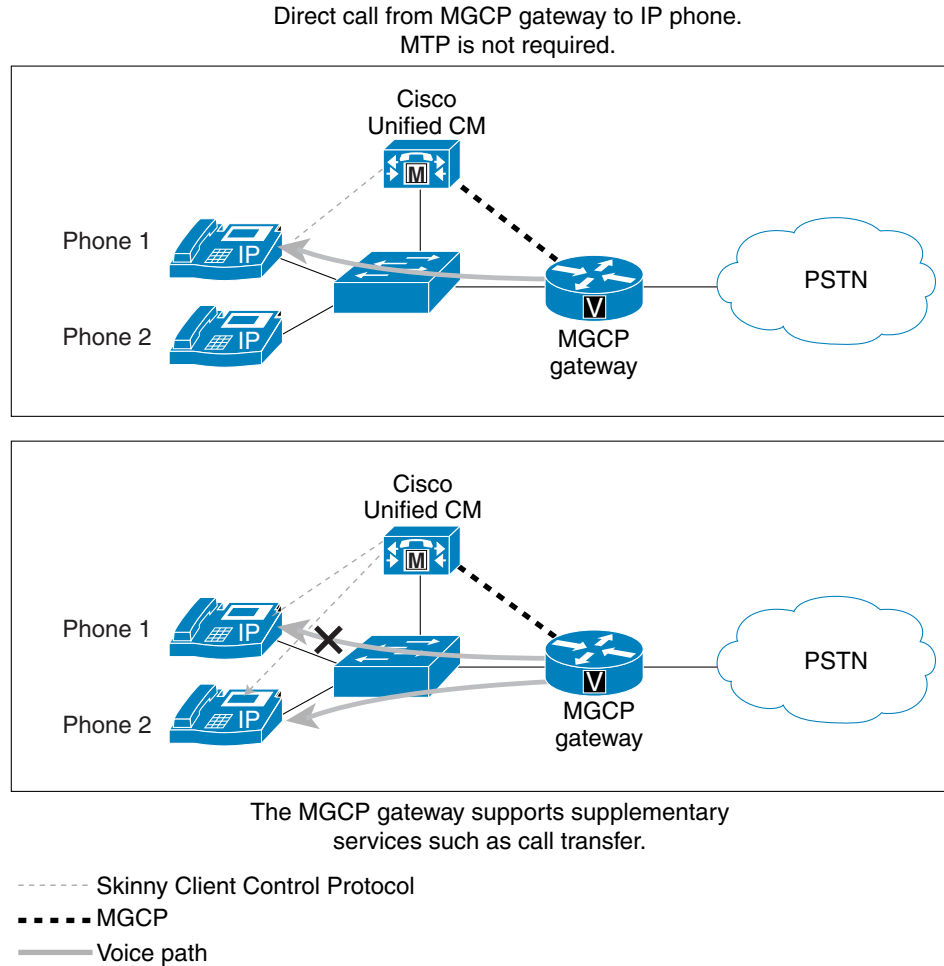 Direct call from MGCP gateway to IP phone.
MTP is not required.
Cisco
Unified CM
M
Phone 1
IP
PSTN
V
Phone 2
IP
MGCP
gateway
Cisco
Unified CM
M
Phone 1
IP
PSTN
V
Phone 2
IP
MGCP
gateway
The MGCP gateway supports supplementary
services such as call transfer.
Skinny Client Control Protocol
MGCP
Voice path